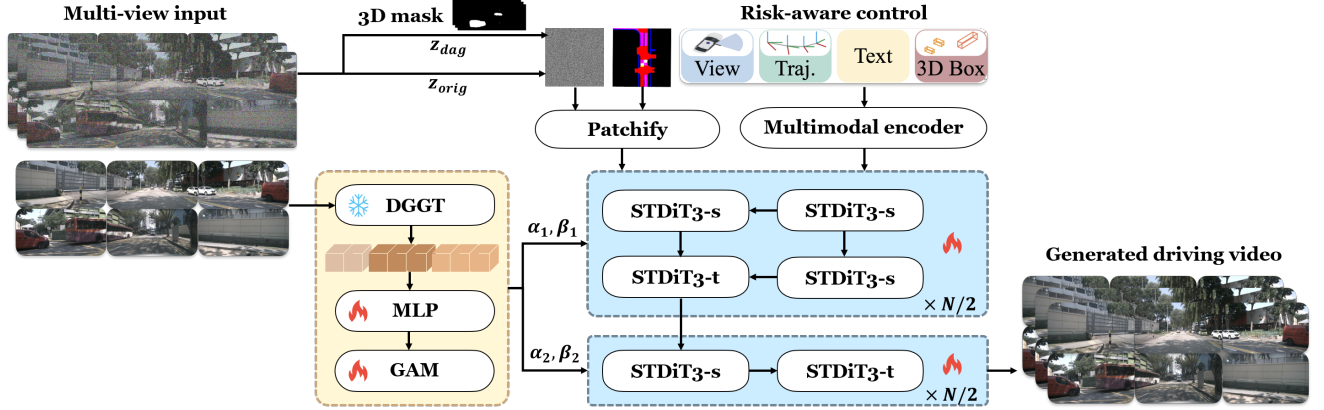 Multi-view input
3D mask
Risk-aware control
z_dag
z_orig
View
Traj.
Text
3D Box
Patchify
Multimodal encoder
DGGT
MLP
GAM
α₁, β₁
α₂, β₂
STDiT3-s
STDiT3-s
STDiT3-t
STDiT3-s
× N/2
STDiT3-s
STDiT3-t
× N/2
Generated driving video